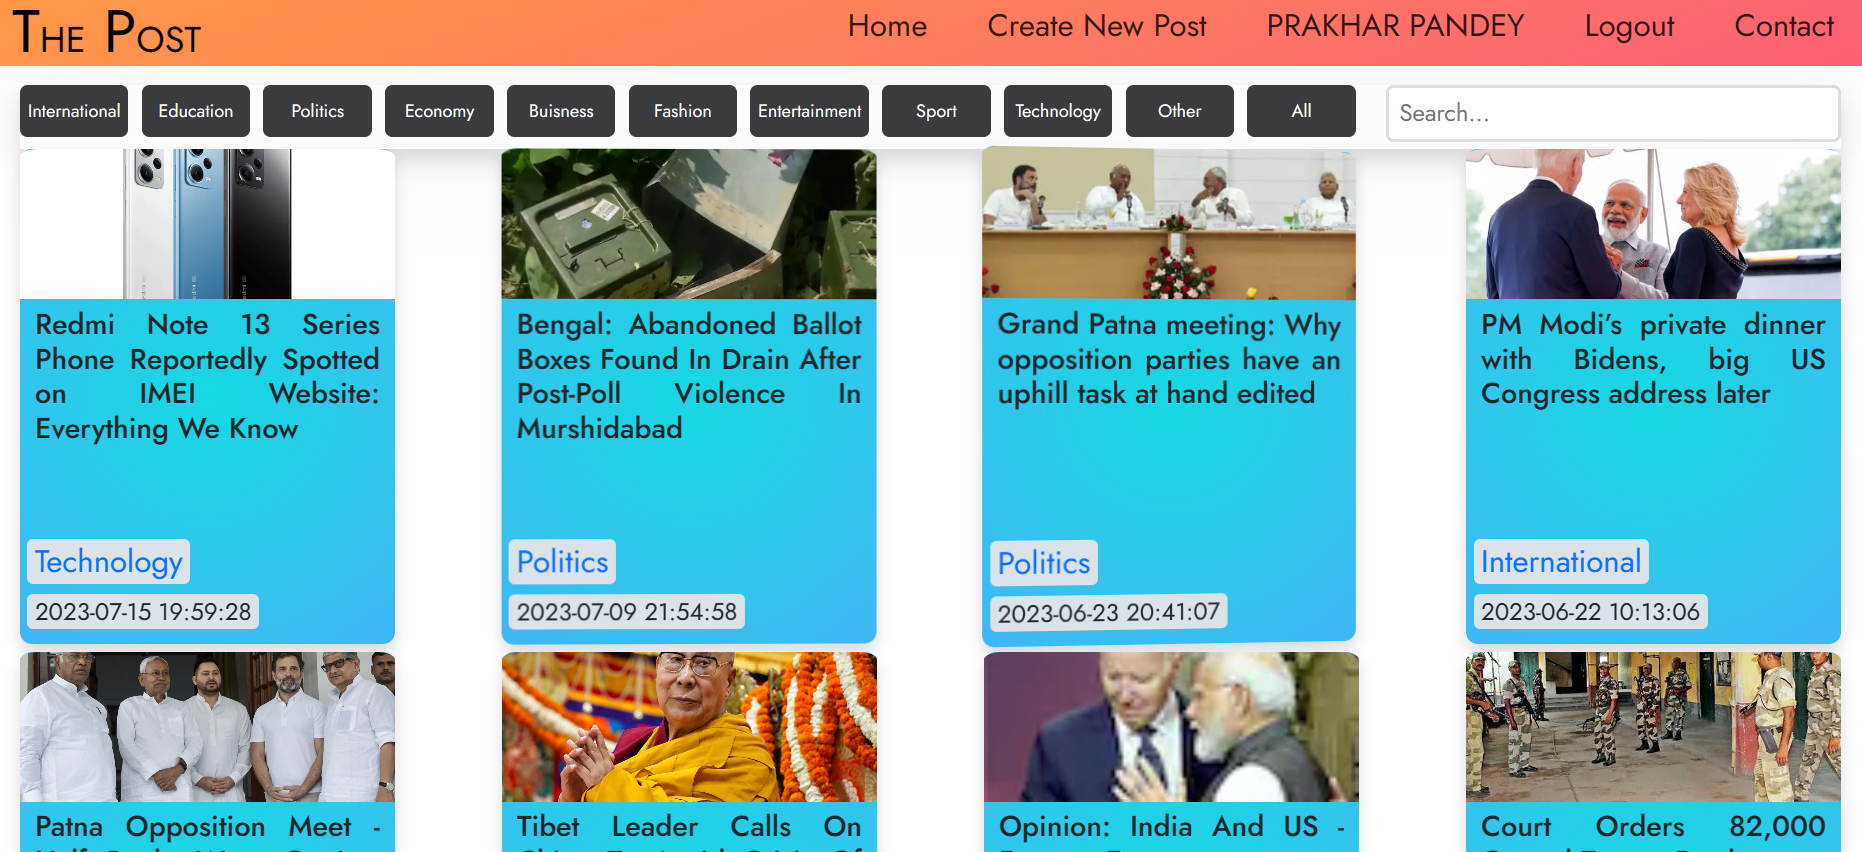 The Post
Home Create New Post PRAKHAR PANDEY Logout Contact
International Education Politics Economy Buisness Fashion Entertainment Sport Technology Other All Search...
Redmi Note 13 Series
Phone Reportedly Spotted
on IMEI Website:
Everything We Know
Technology
2023-07-15 19:59:28
Bengal: Abandoned Ballot
Boxes Found In Drain After
Post-Poll Violence In
Murshidabad
Politics
2023-07-09 21:54:58
Grand Patna meeting: Why
opposition parties have an
uphill task at hand edited
Politics
2023-06-23 20:41:07
PM Modi’s private dinner
with Bidens, big US
Congress address later
International
2023-06-22 10:13:06
Patna Opposition Meet -
Tibet Leader Calls On
Opinion: India And US -
Court Orders 82,000